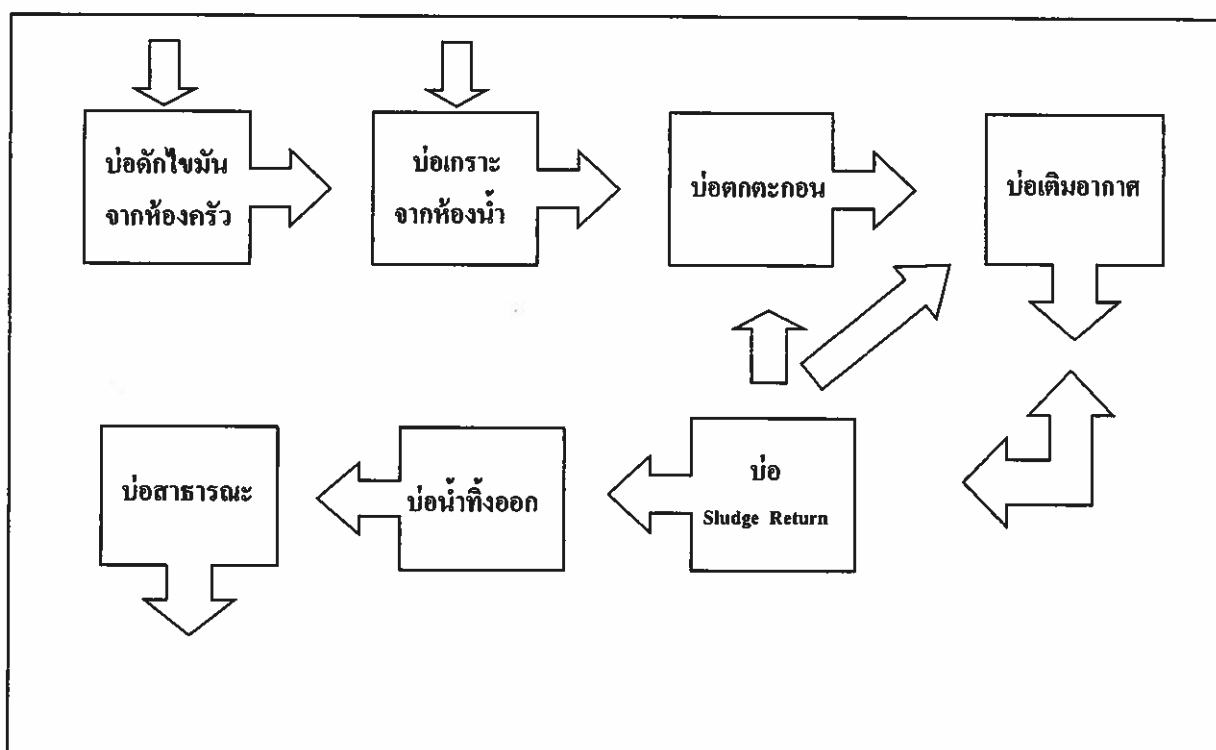 บ่อดักไขมัน
จากห้องครัว
บ่อเกราะ
จากห้องน้ำ
บ่อตกตะกอน
บ่อเติมอากาศ
บ่อสาธารณะ
บ่อน้ำทิ้งออก
บ่อ
Sludge Return